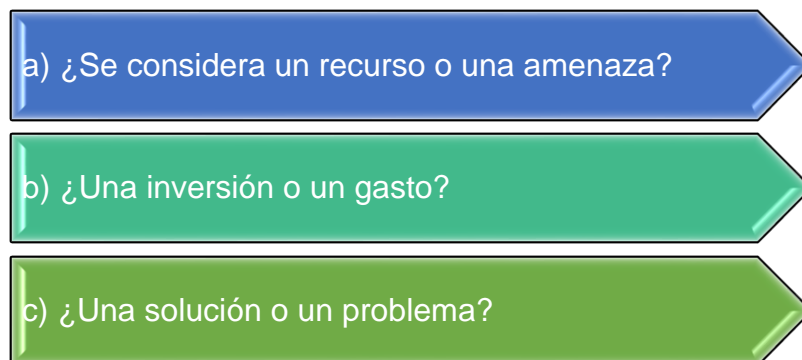 a) ¿Se considera un recurso o una amenaza?
b) ¿Una inversión o un gasto?
c) ¿Una solución o un problema?